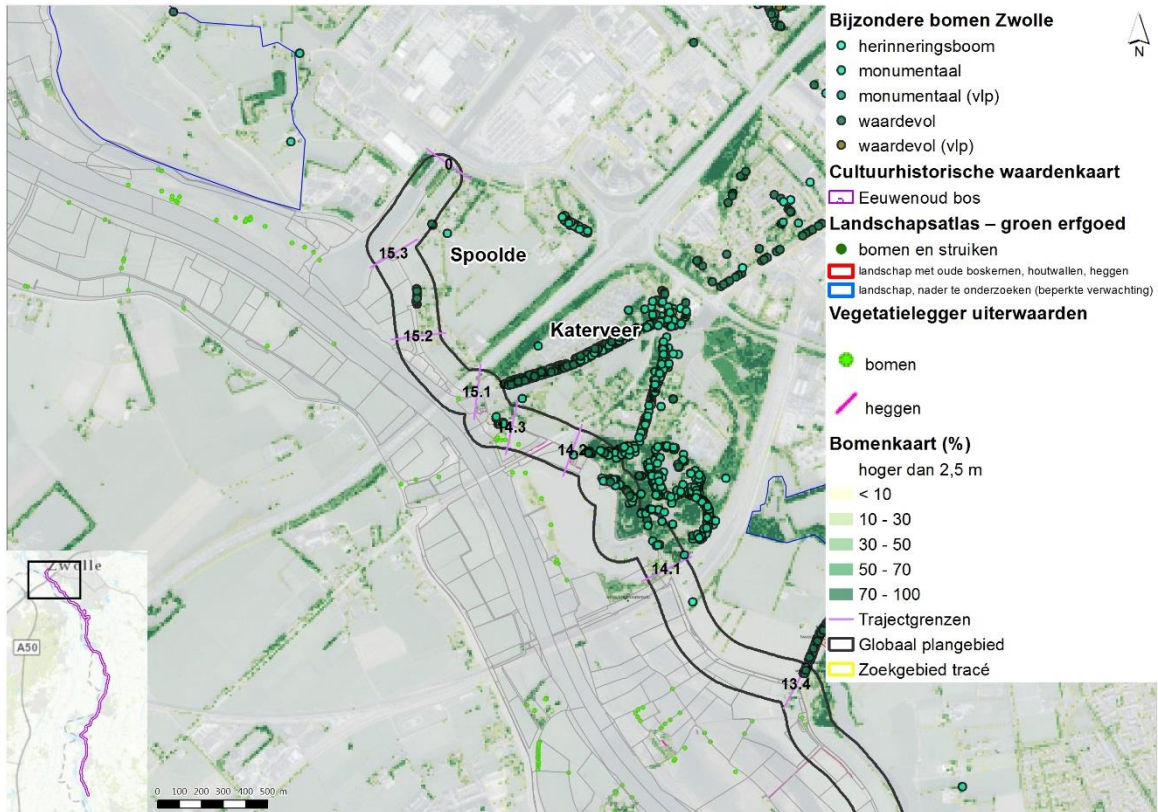 Bijzondere bomen Zwolle
herinneringsboom
monumentaal
monumentaal (vlp)
waardevol
waardevol (vlp)
Cultuurhistorische waardenkaart
Eeuwenoud bos
Landschapsatlas – groen erfgoed
bomen en struiken
landschap met oude boskernen, houtwallen, heggen
landschap, nader te onderzoeken (beperkte verwachting)
Vegetatielegger uiterwaarden
bomen
heggen
Bomenkaart (%)
hoger dan 2,5 m
< 10
10 - 30
30 - 50
50 - 70
70 - 100
Trajectgrenzen
Globaal plangebied
Zoekgebied tracé
N
0
15.3
Spoolde
15.2
Katerveer
15.1
14.3
14.2
14.1
13.4
Zwolle
A50
0 100 200 300 400 500 m